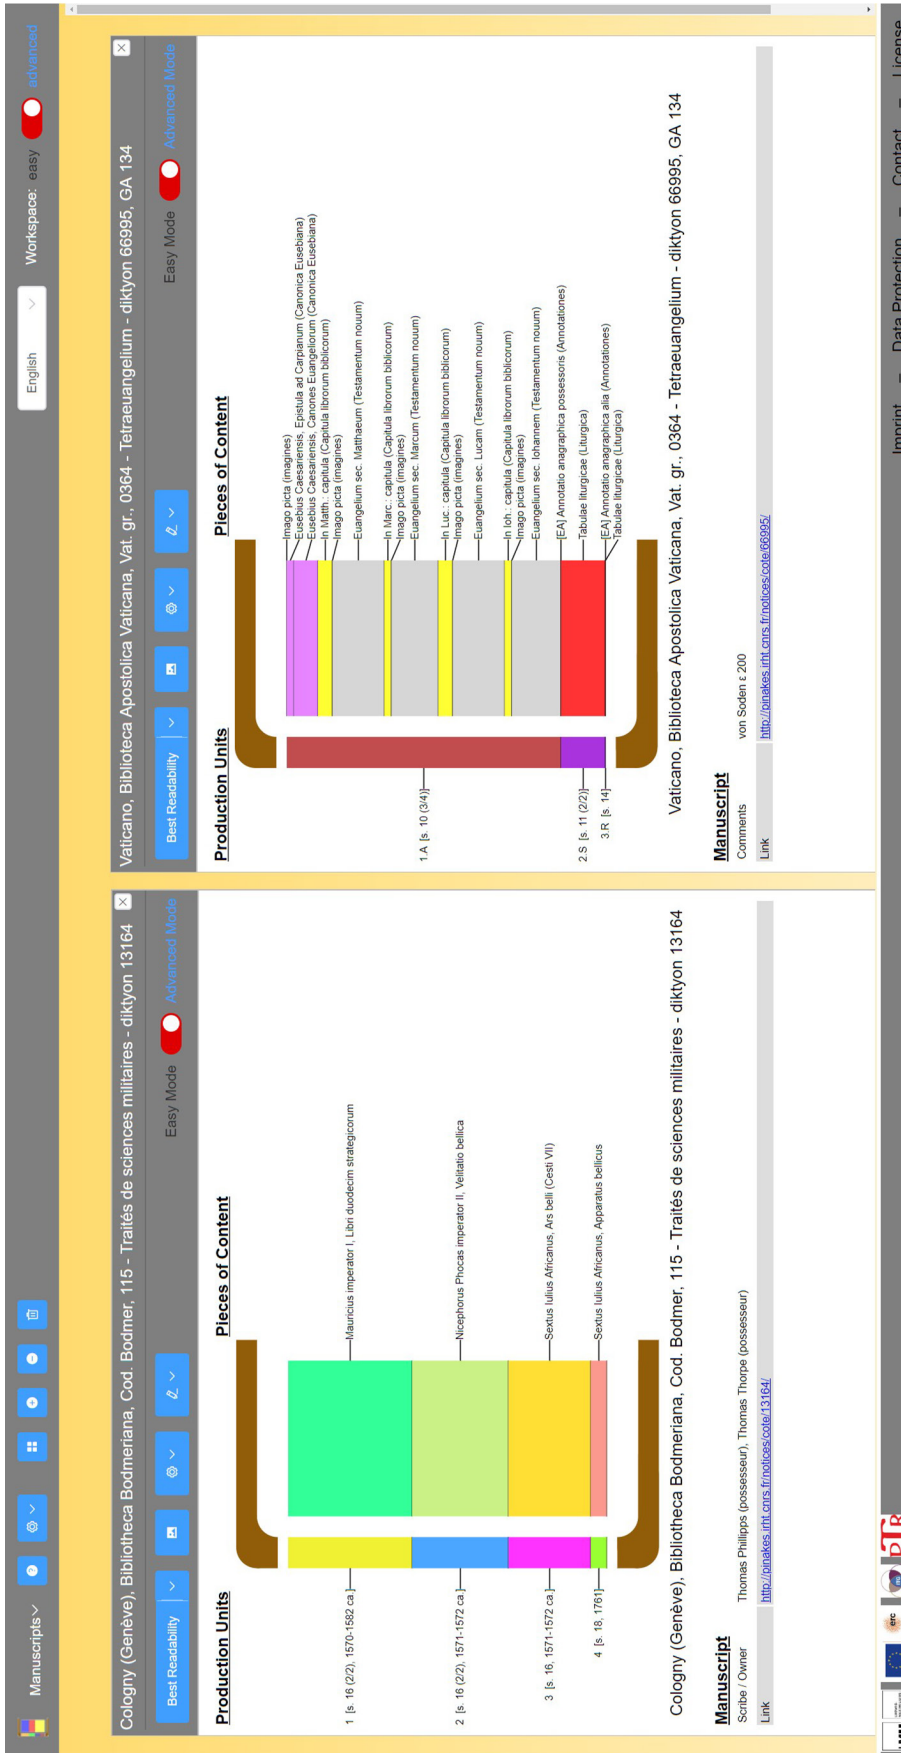 Manuscripts
English
Workspace: easy advanced
Cologny (Genève), Bibliotheca Bodmeriana, Cod. Bodmer, 115 - Traités de sciences militaires - diktyon 13164
Best Readability
Easy Mode Advanced Mode
Production Units
Pieces of Content
1 [s. 16 (2/2), 1570-1582 ca.]
Mauricius imperator I, Libri duodecim strategicorum
2 [s. 16 (2/2), 1571-1572 ca.]
Nicephorus Phocas imperator II, Velitatio bellica
3 [s. 16, 1571-1572 ca.]
Sextus Iulius Africanus, Ars belli (Cesti VII)
4 [s. 18, 1761]
Sextus Iulius Africanus, Apparatus bellicus
Cologny (Genève), Bibliotheca Bodmeriana, Cod. Bodmer, 115 - Traités de sciences militaires - diktyon 13164
Manuscript
Scribe / Owner Thomas Phillipps (possesseur), Thomas Thorpe (possesseur)
Link http://pinakes.irht.cnrs.fr/notices/cote/13164/
Vaticano, Biblioteca Apostolica Vaticana, Vat. gr., 0364 - Tetraeuangelium - diktyon 66995, GA 134
Best Readability
Easy Mode Advanced Mode
Production Units
Pieces of Content
Imago picta (imagines)
Eusebius Caesariensis, Epistula ad Carpianum (Canonica Eusebiana)
Eusebius Caesariensis, Canones Euangeliorum (Canonica Eusebiana)
In Matth.: capitula (Capitula librorum biblicorum)
Imago picta (imagines)
Euangelium sec. Matthaeum (Testamentum nouum)
In Marc.: capitula (Capitula librorum biblicorum)
Imago picta (imagines)
Euangelium sec. Marcum (Testamentum nouum)
1.A [s. 10 (3/4)]
In Luc.: capitula (Capitula librorum biblicorum)
Imago picta (imagines)
Euangelium sec. Lucam (Testamentum nouum)
In Ioh.: capitula (Capitula librorum biblicorum)
Imago picta (imagines)
Euangelium sec. Iohannem (Testamentum nouum)
[EA] Annotatio anagraphica possessoris (Annotationes)
2.S [s. 11 (2/2)]
Tabulae liturgicae (Liturgica)
3.R [s. 14]
[EA] Annotatio anagraphica alia (Annotationes)
Tabulae liturgicae (Liturgica)
Vaticano, Biblioteca Apostolica Vaticana, Vat. gr., 0364 - Tetraeuangelium - diktyon 66995, GA 134
Manuscript
Comments von Soden ε 200
Link http://pinakes.irht.cnrs.fr/notices/cote/66995/
erc
Imprint – Data Protection – Contact – License